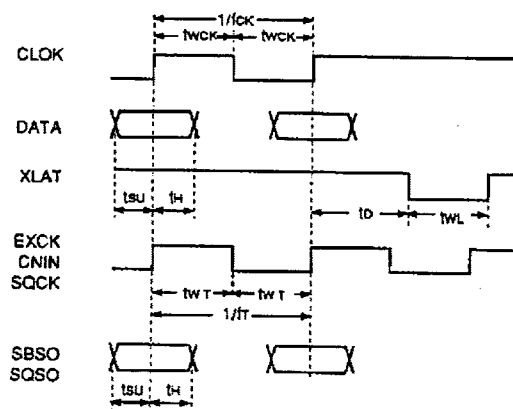 1/fCK
tWCK tWCK
CLOK
DATA
XLAT
tSU tH
tD tWL
EXCK
CNIN
SQCK
tWT tWT
1/fT
SBSO
SQSO
tSU tH